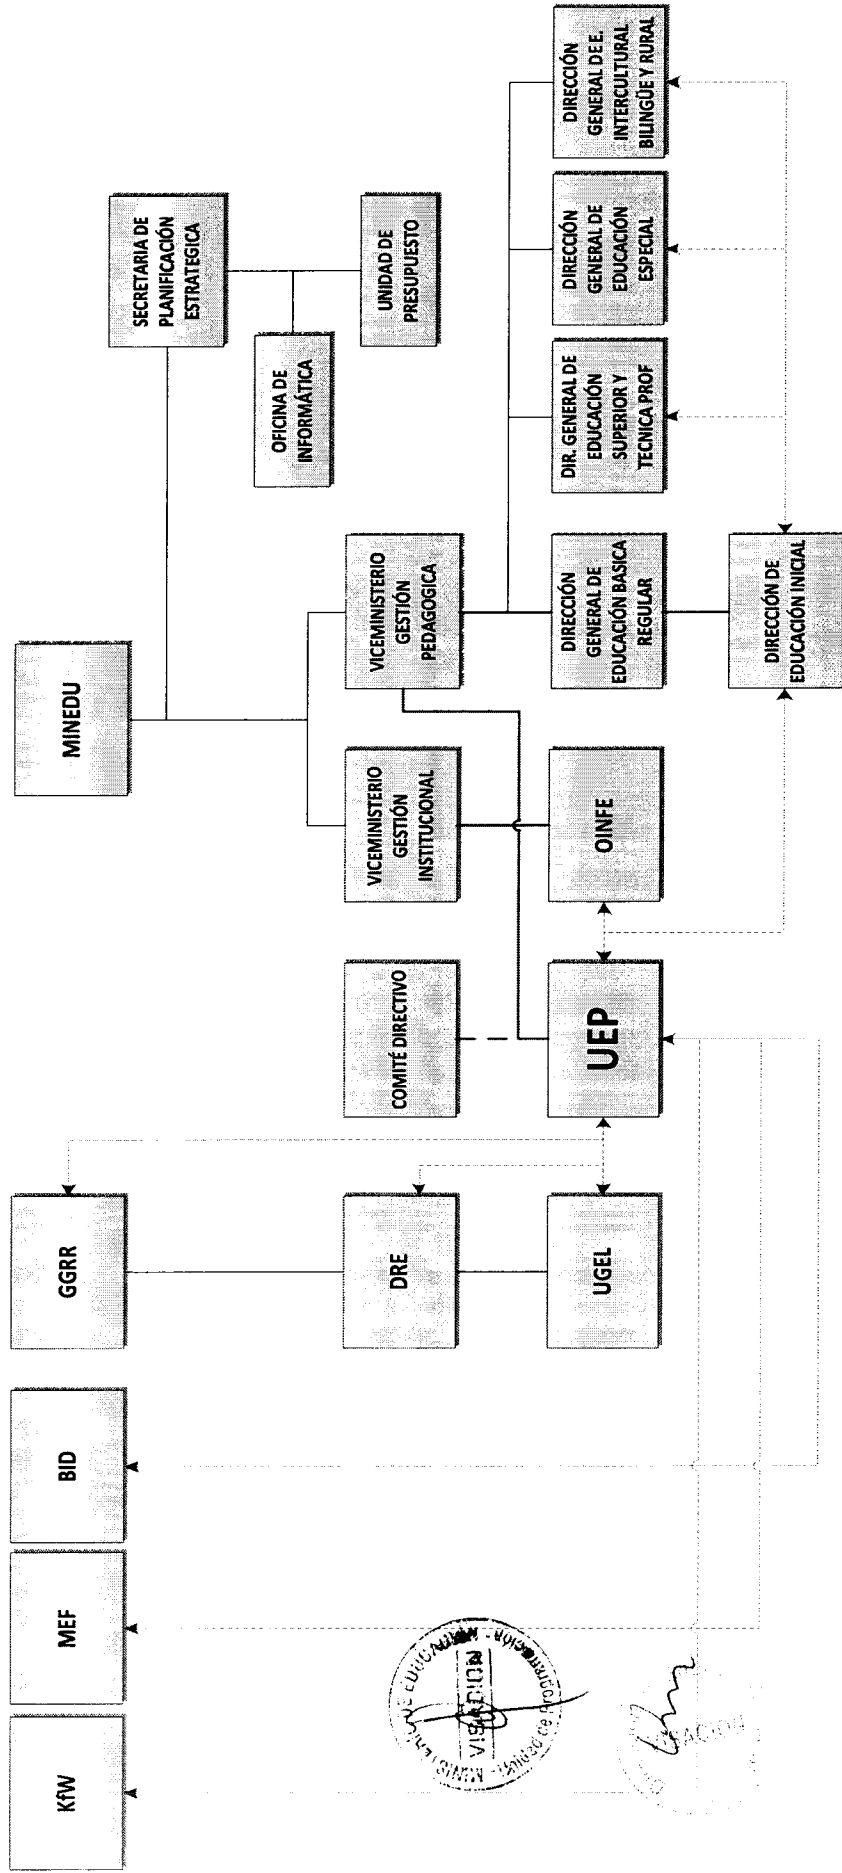 KfW
MEF
BID
GGRR
MINEDU
SECRETARIA DE
PLANIFICACIÓN
ESTRATEGICA
OFICINA DE
INFORMÁTICA
UNIDAD DE
PRESUPUESTO
DRE
COMITÉ DIRECTIVO
VICEMINISTERIO
GESTIÓN
INSTITUCIONAL
VICEMINISTERIO
GESTIÓN
PEDAGOGICA
UGEL
UEP
OINFE
DIRECCIÓN
GENERAL DE
EDUCACIÓN BASICA
REGULAR
DIR. GENERAL DE
EDUCACIÓN
SUPERIOR Y
TECNICA PROF
DIRECCIÓN
GENERAL DE
EDUCACIÓN
ESPECIAL
DIRECCIÓN
GENERAL DE E.
INTERCULTURAL
BILINGÜE Y RURAL
DIRECCIÓN DE
EDUCACIÓN INICIAL
VISACION